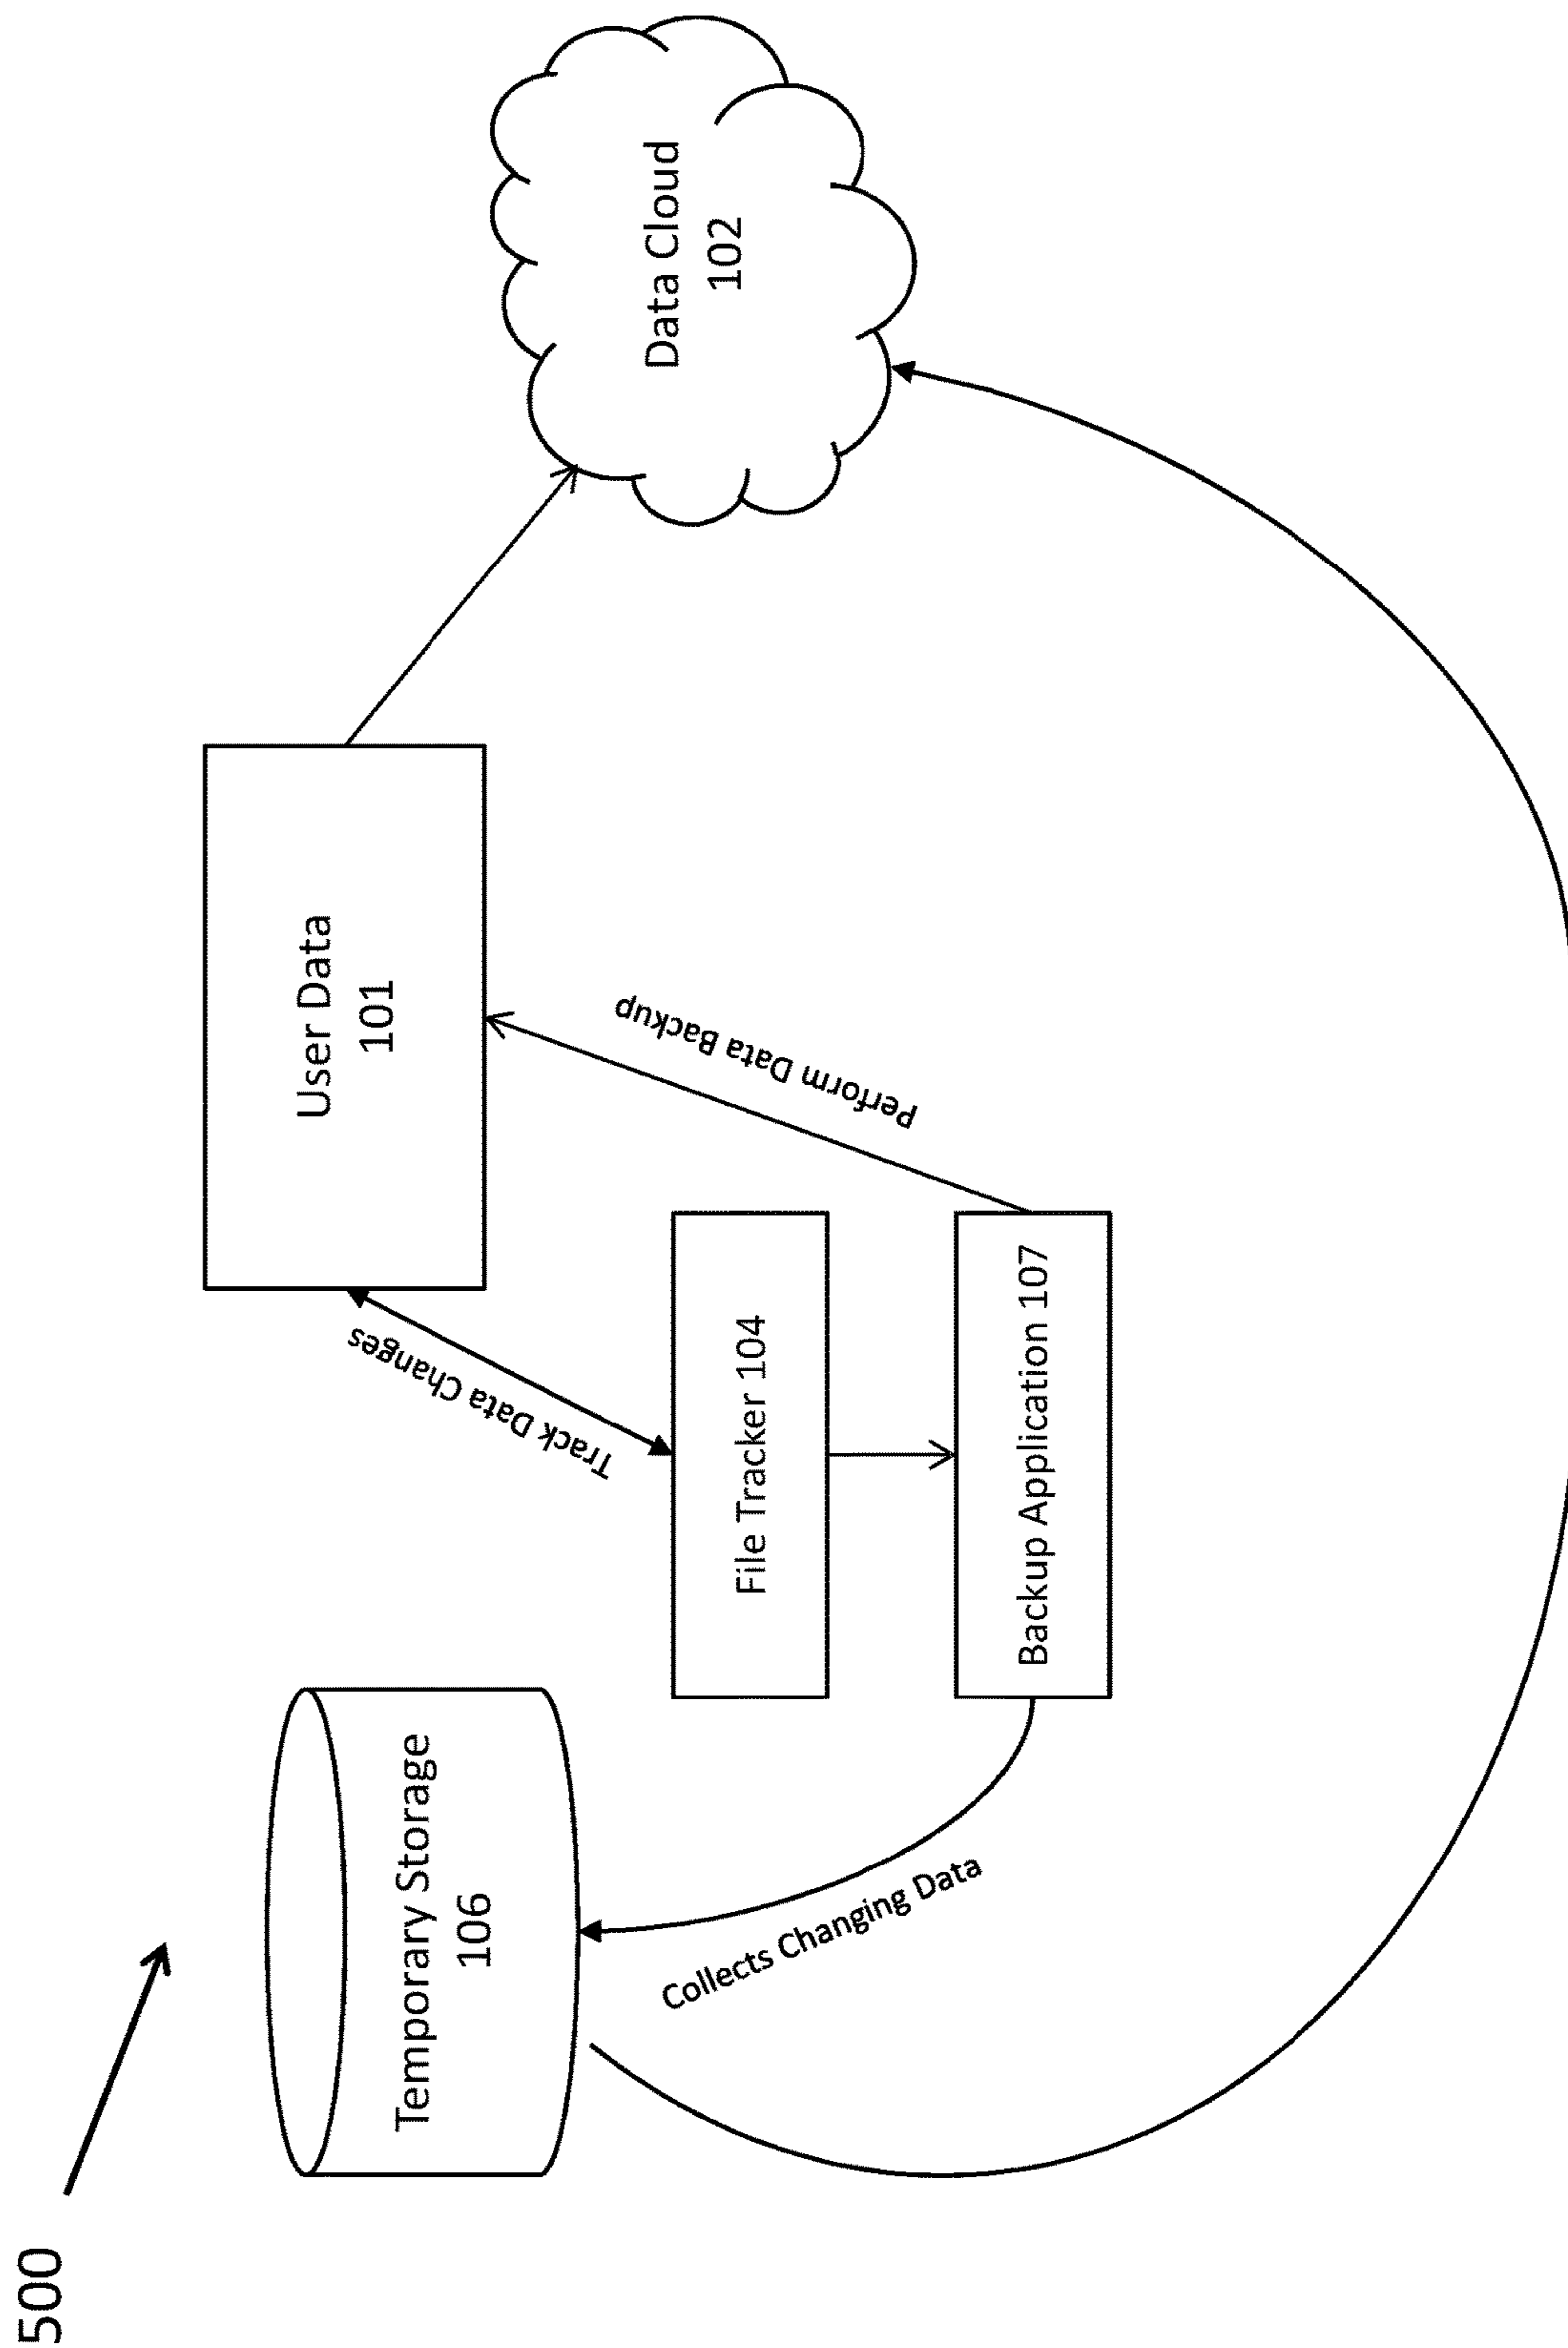 500
Temporary Storage
106
User Data
101
Data Cloud
102
Track Data Changes
File Tracker 104
Perform Data Backup
Collects Changing Data
Backup Application 107